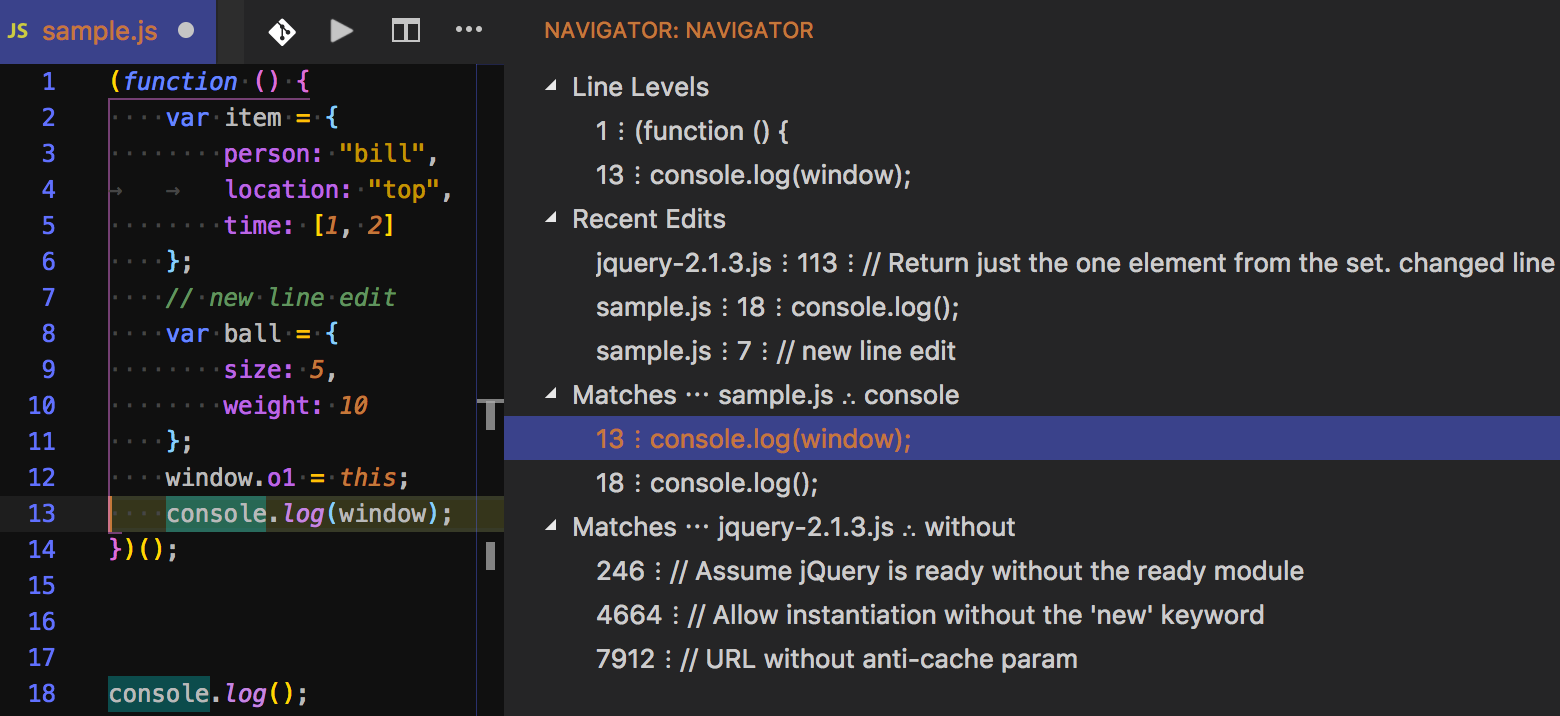 JS sample.js
1 (function () {
2 var item = {
3 person: "bill",
4 location: "top",
5 time: [1, 2]
6 };
7 // new line edit
8 var ball = {
9 size: 5,
10 weight: 10
11 };
12 window.o1 = this;
13 console.log(window);
14 })();
15
16
17
18 console.log();
NAVIGATOR: NAVIGATOR
Line Levels
1 ⋮ (function () {
13 ⋮ console.log(window);
Recent Edits
jquery-2.1.3.js ⋮ 113 ⋮ // Return just the one element from the set. changed line
sample.js ⋮ 18 ⋮ console.log();
sample.js ⋮ 7 ⋮ // new line edit
Matches ⋯ sample.js ∴ console
13 ⋮ console.log(window);
18 ⋮ console.log();
Matches ⋯ jquery-2.1.3.js ∴ without
246 ⋮ // Assume jQuery is ready without the ready module
4664 ⋮ // Allow instantiation without the 'new' keyword
7912 ⋮ // URL without anti-cache param